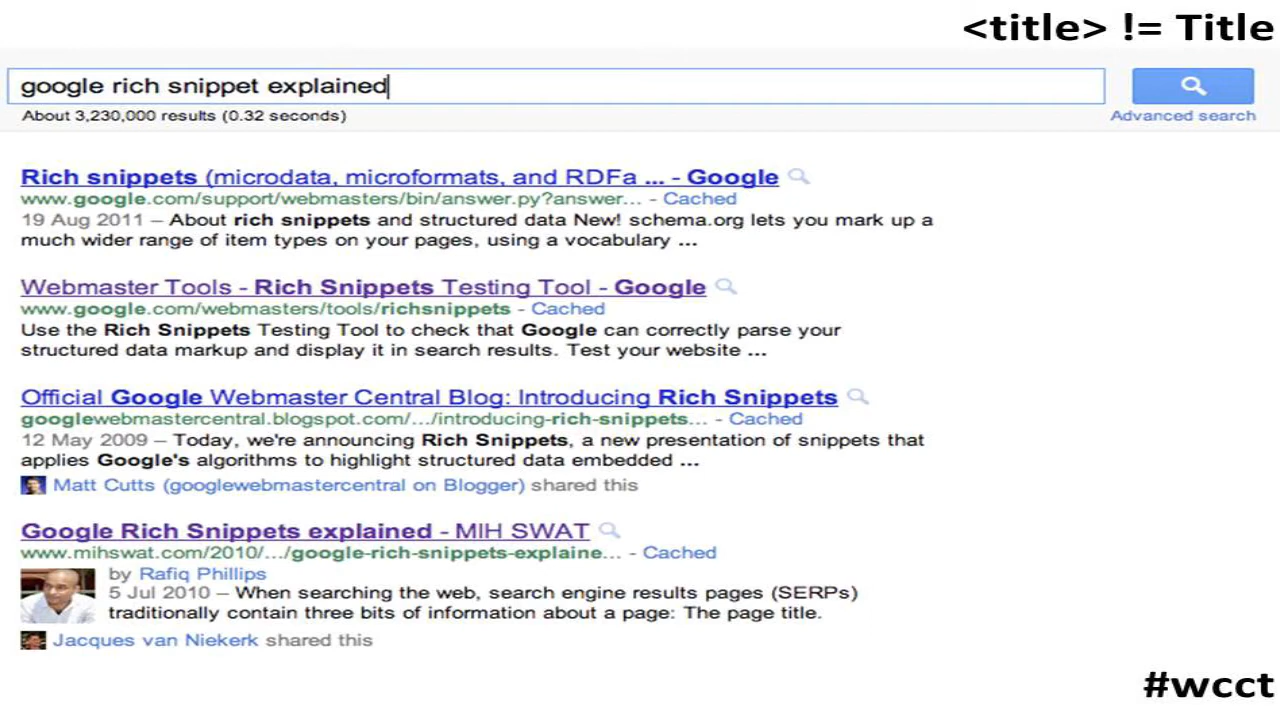 <title> != Title
google rich snippet explained
About 3,230,000 results (0.32 seconds)
Advanced search
Rich snippets (microdata, microformats, and RDFa ... - Google
www.google.com/support/webmasters/bin/answer.py?answer... - Cached
19 Aug 2011 – About rich snippets and structured data New! schema.org lets you mark up a
much wider range of item types on your pages, using a vocabulary ...
Webmaster Tools - Rich Snippets Testing Tool - Google
www.google.com/webmasters/tools/richsnippets - Cached
Use the Rich Snippets Testing Tool to check that Google can correctly parse your
structured data markup and display it in search results. Test your website ...
Official Google Webmaster Central Blog: Introducing Rich Snippets
googlewebmastercentral.blogspot.com/.../introducing-rich-snippets... - Cached
12 May 2009 – Today, we're announcing Rich Snippets, a new presentation of snippets that
applies Google's algorithms to highlight structured data embedded ...
Matt Cutts (googlewebmastercentral on Blogger) shared this
Google Rich Snippets explained - MIH SWAT
www.mihswat.com/2010/.../google-rich-snippets-explaine... - Cached
by Rafiq Phillips
5 Jul 2010 – When searching the web, search engine results pages (SERPs)
traditionally contain three bits of information about a page: The page title.
Jacques van Niekerk shared this
#wcct